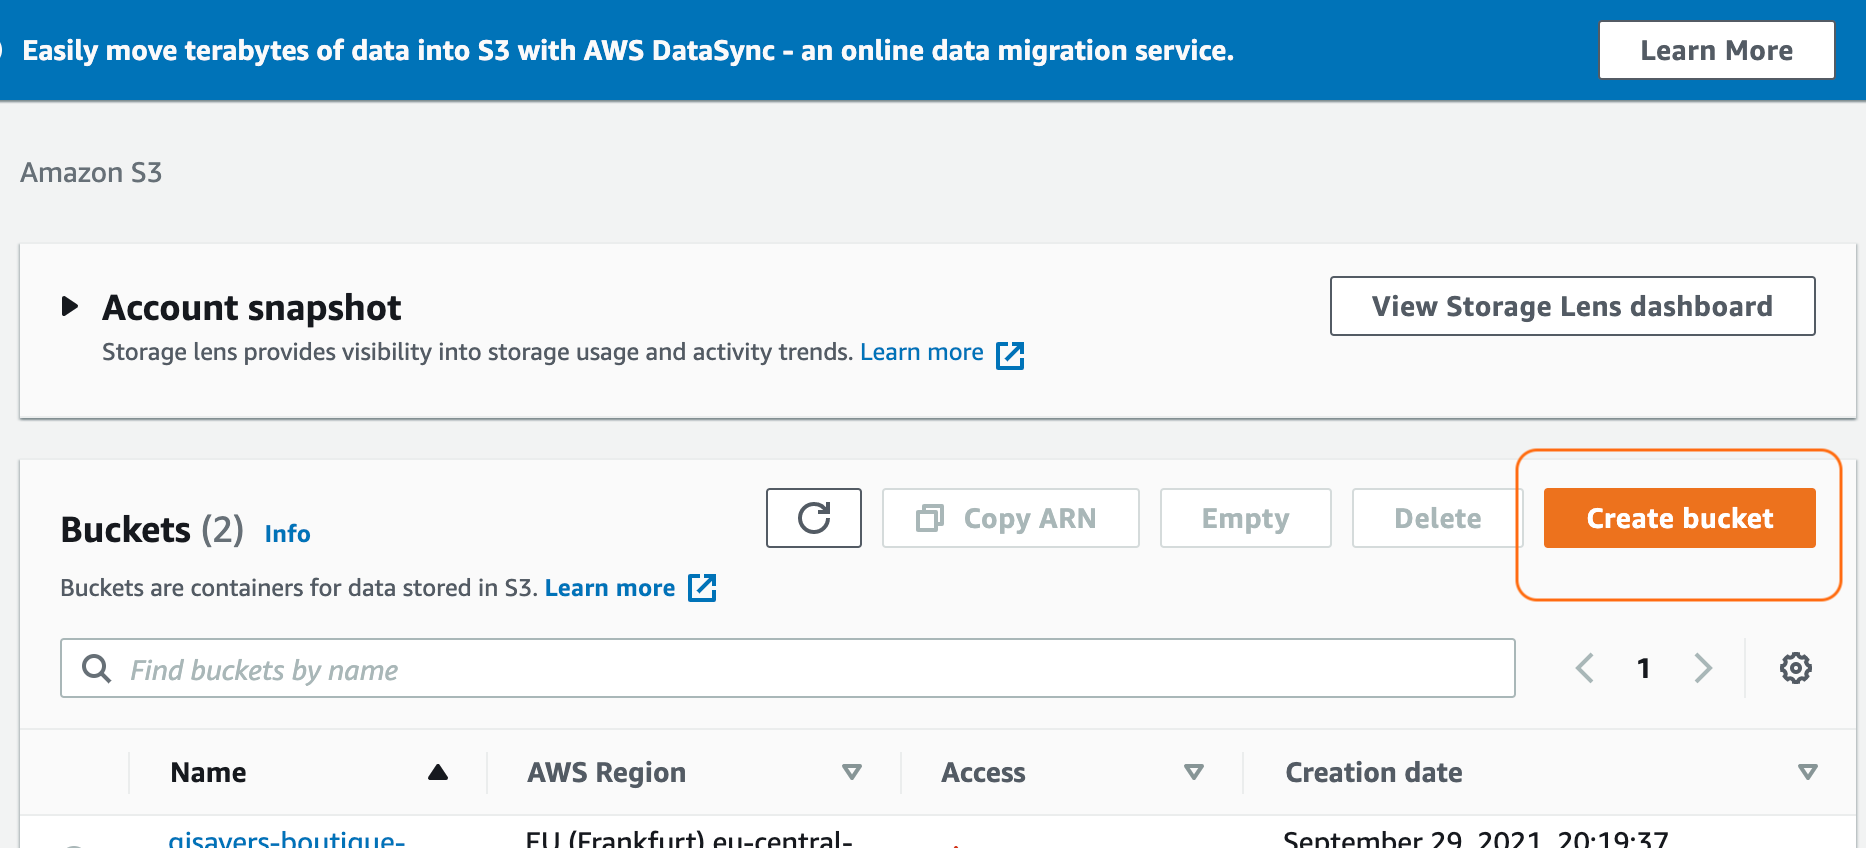 Easily move terabytes of data into S3 with AWS DataSync - an online data migration service.
Learn More
Amazon S3
Account snapshot
View Storage Lens dashboard
Storage lens provides visibility into storage usage and activity trends. Learn more
Buckets (2) Info
Copy ARN
Empty
Delete
Create bucket
Buckets are containers for data stored in S3. Learn more
Find buckets by name
1
Name
AWS Region
Access
Creation date
gisavers-boutique-
EU (Frankfurt) eu-central-
September 29, 2021, 20:19:37